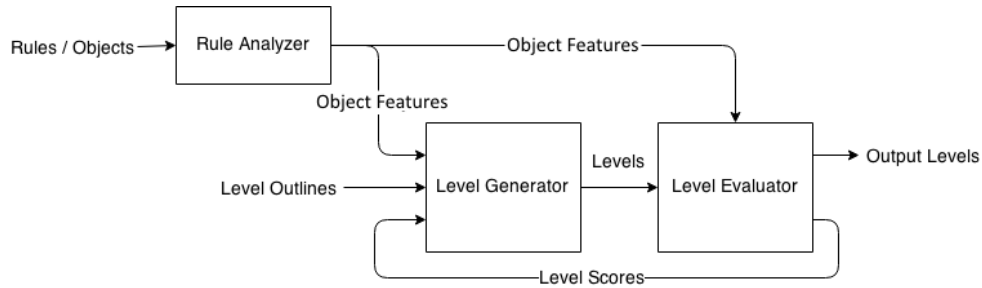 Rules / Objects
Rule Analyzer
Object Features
Object Features
Level Outlines
Level Generator
Levels
Level Evaluator
Output Levels
Level Scores